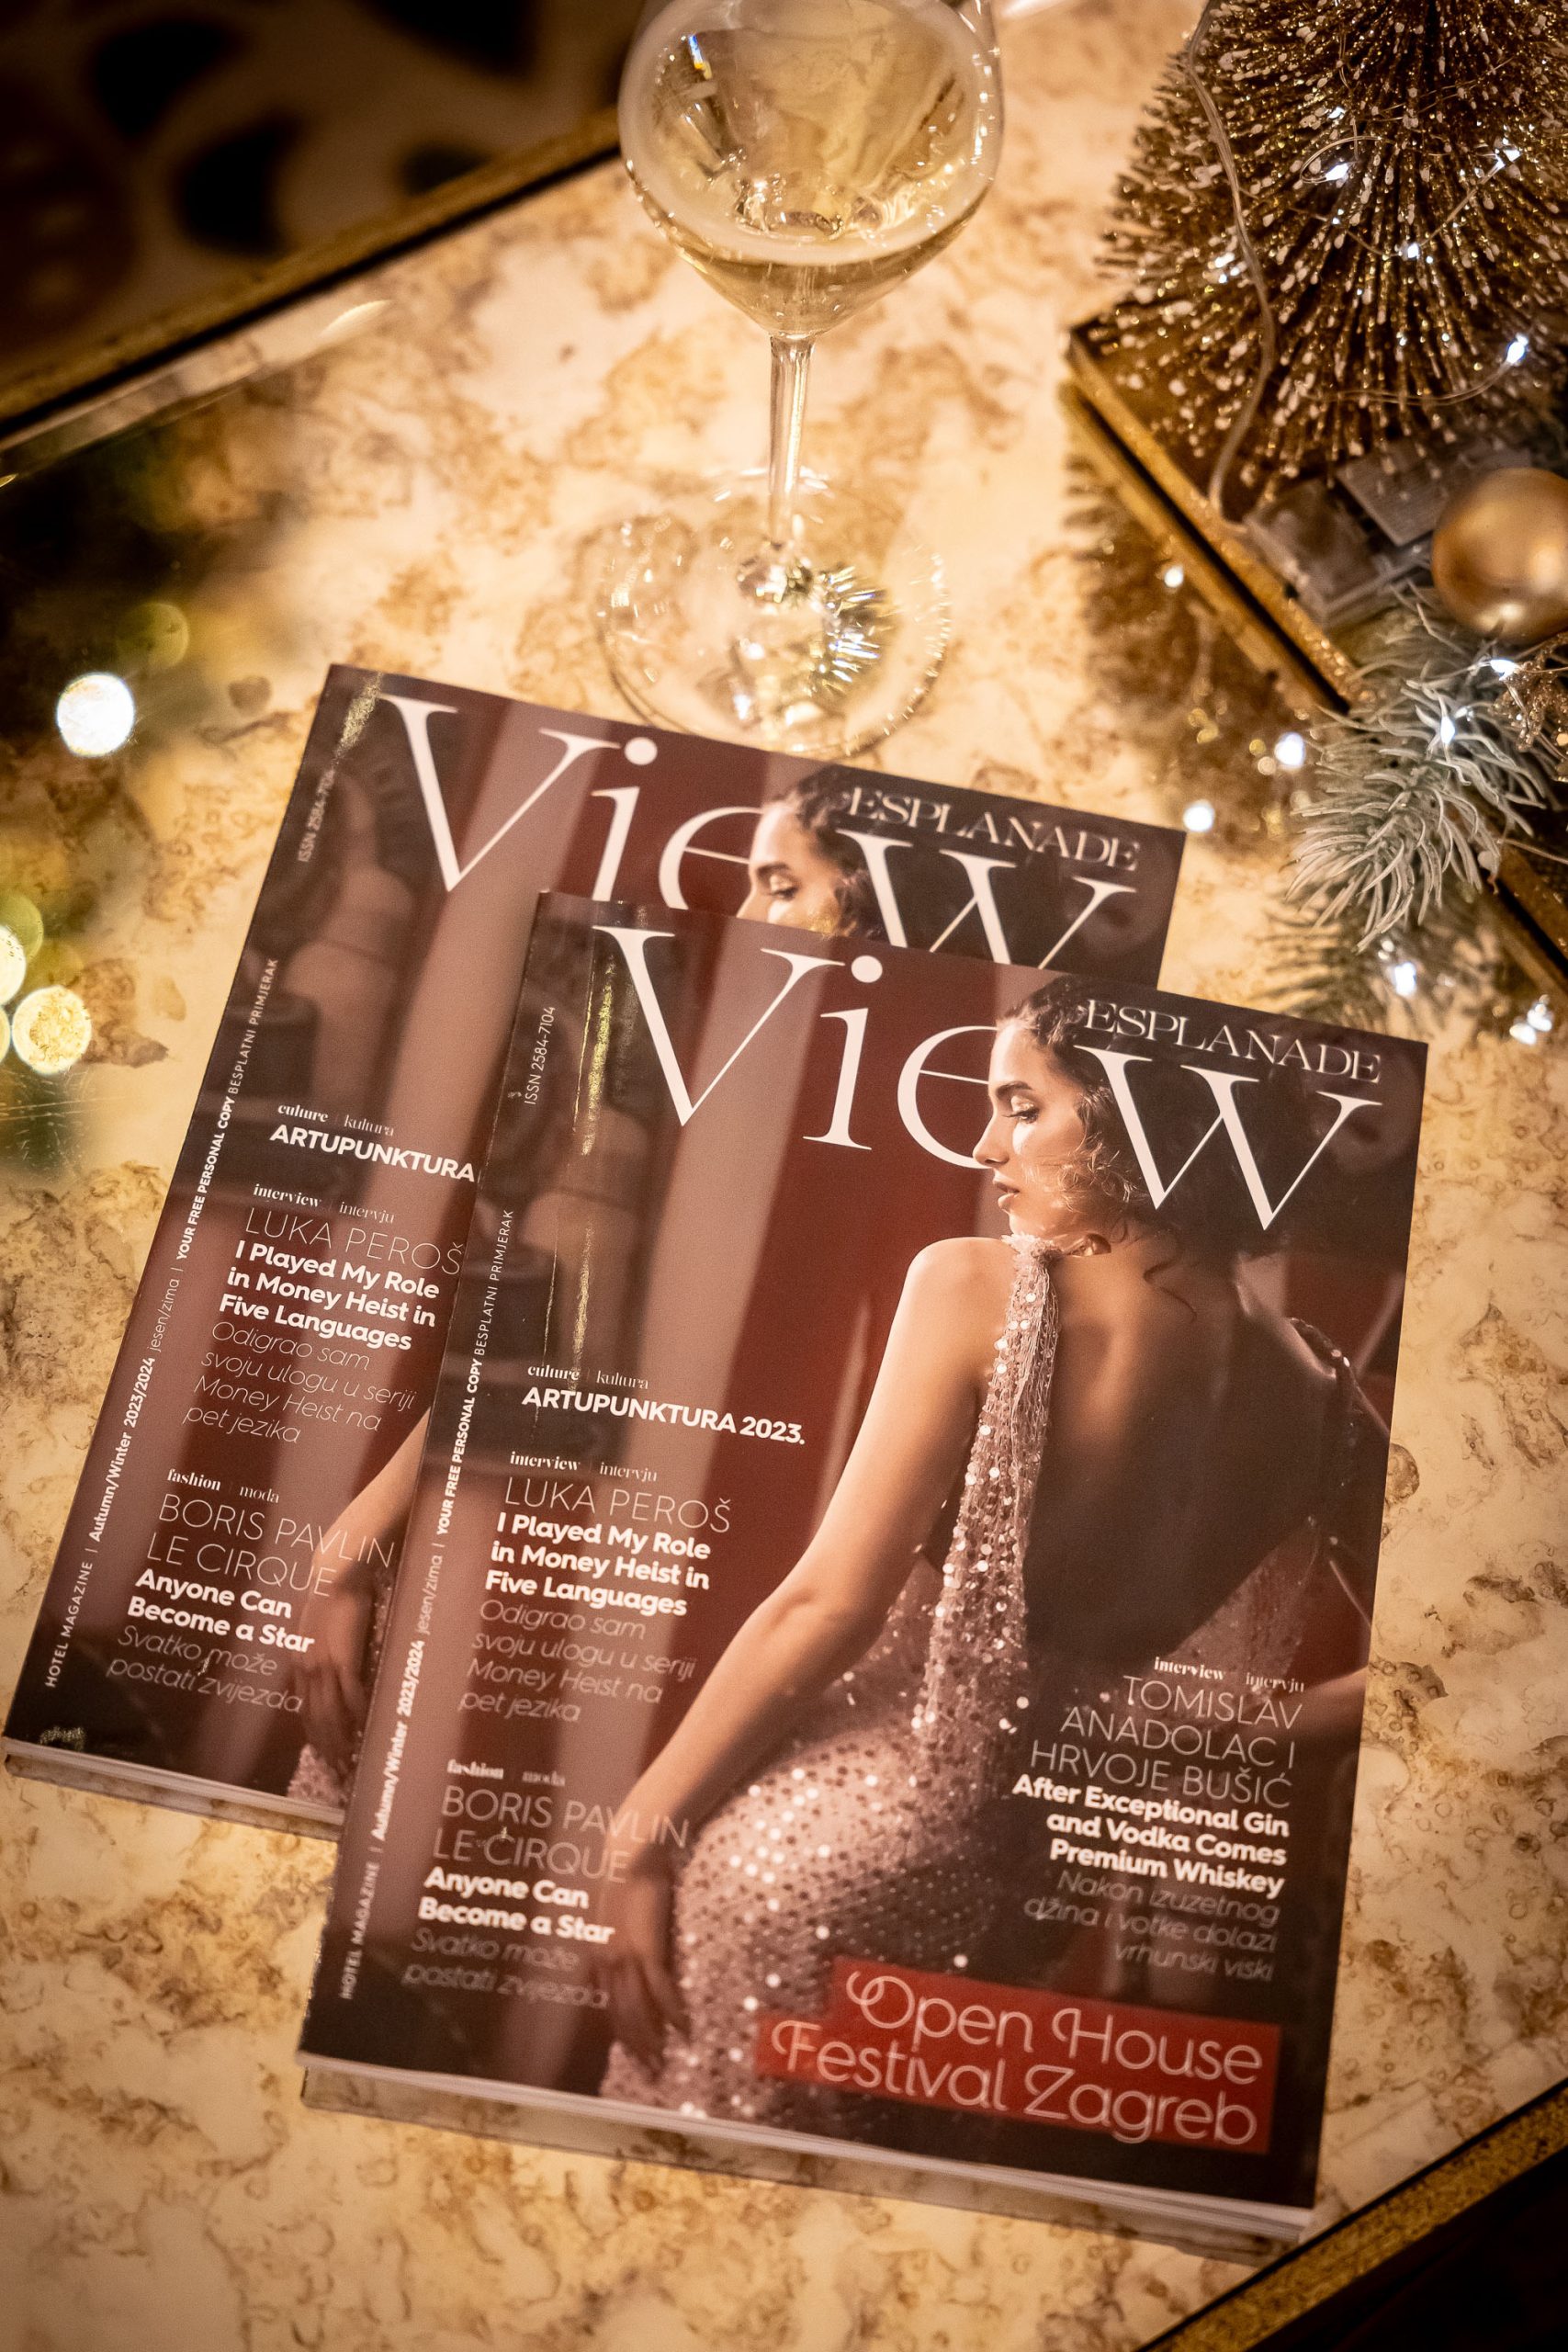 View
ESPLANADE
ISSN 2584-7104
HOTEL MAGAZINE | Autumn/Winter 2023/2024 jesen/zima | YOUR FREE PERSONAL COPY BESPLATNI PRIMJERAK
culture | kultura
ARTUPUNKTURA
interview | intervju
LUKA PEROŠ
I Played My Role
in Money Heist in
Five Languages
Odigrao sam
svoju ulogu u seriji
Money Heist na
pet jezika
fashion | moda
BORIS PAVLIN
LE CIRQUE
Anyone Can
Become a Star
Svatko može
postati zvijezda
View
ESPLANADE
ISSN 2584-7104
HOTEL MAGAZINE | Autumn/Winter 2023/2024 jesen/zima | YOUR FREE PERSONAL COPY BESPLATNI PRIMJERAK
culture | kultura
ARTUPUNKTURA 2023.
interview | intervju
LUKA PEROŠ
I Played My Role
in Money Heist in
Five Languages
Odigrao sam
svoju ulogu u seriji
Money Heist na
pet jezika
fashion | moda
BORIS PAVLIN
LE CIRQUE
Anyone Can
Become a Star
Svatko može
postati zvijezda
interview | intervju
TOMISLAV
ANADOLAC I
HRVOJE BUŠIĆ
After Exceptional Gin
and Vodka Comes
Premium Whiskey
Nakon izuzetnog
džina i votke dolazi
vrhunski viski
Open House
Festival Zagreb